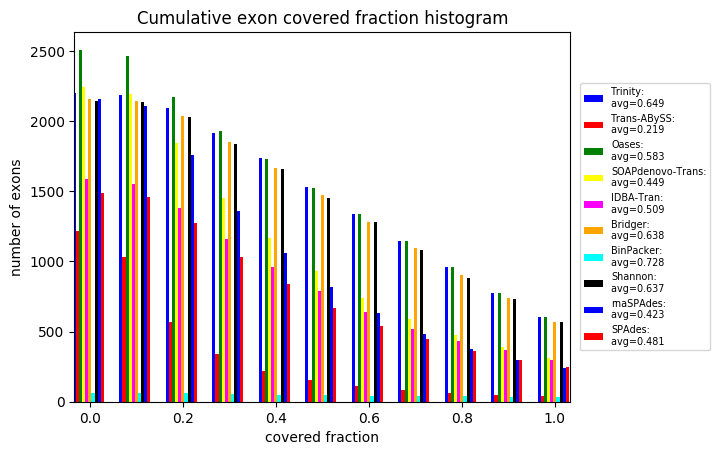 Cumulative exon covered fraction histogram
number of exons
2500
2000
1500
1000
500
0
0.0 0.2 0.4 0.6 0.8 1.0
covered fraction
Trinity:
avg=0.649
Trans-ABySS:
avg=0.219
Oases:
avg=0.583
SOAPdenovo-Trans:
avg=0.449
IDBA-Tran:
avg=0.509
Bridger:
avg=0.638
BinPacker:
avg=0.728
Shannon:
avg=0.637
rnaSPAdes:
avg=0.423
SPAdes:
avg=0.481